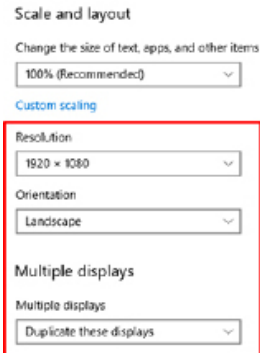 Scale and layout
Change the size of text, apps, and other items
100% (Recommended)
Custom scaling
Resolution
1920 × 1080
Orientation
Landscape
Multiple displays
Multiple displays
Duplicate these displays